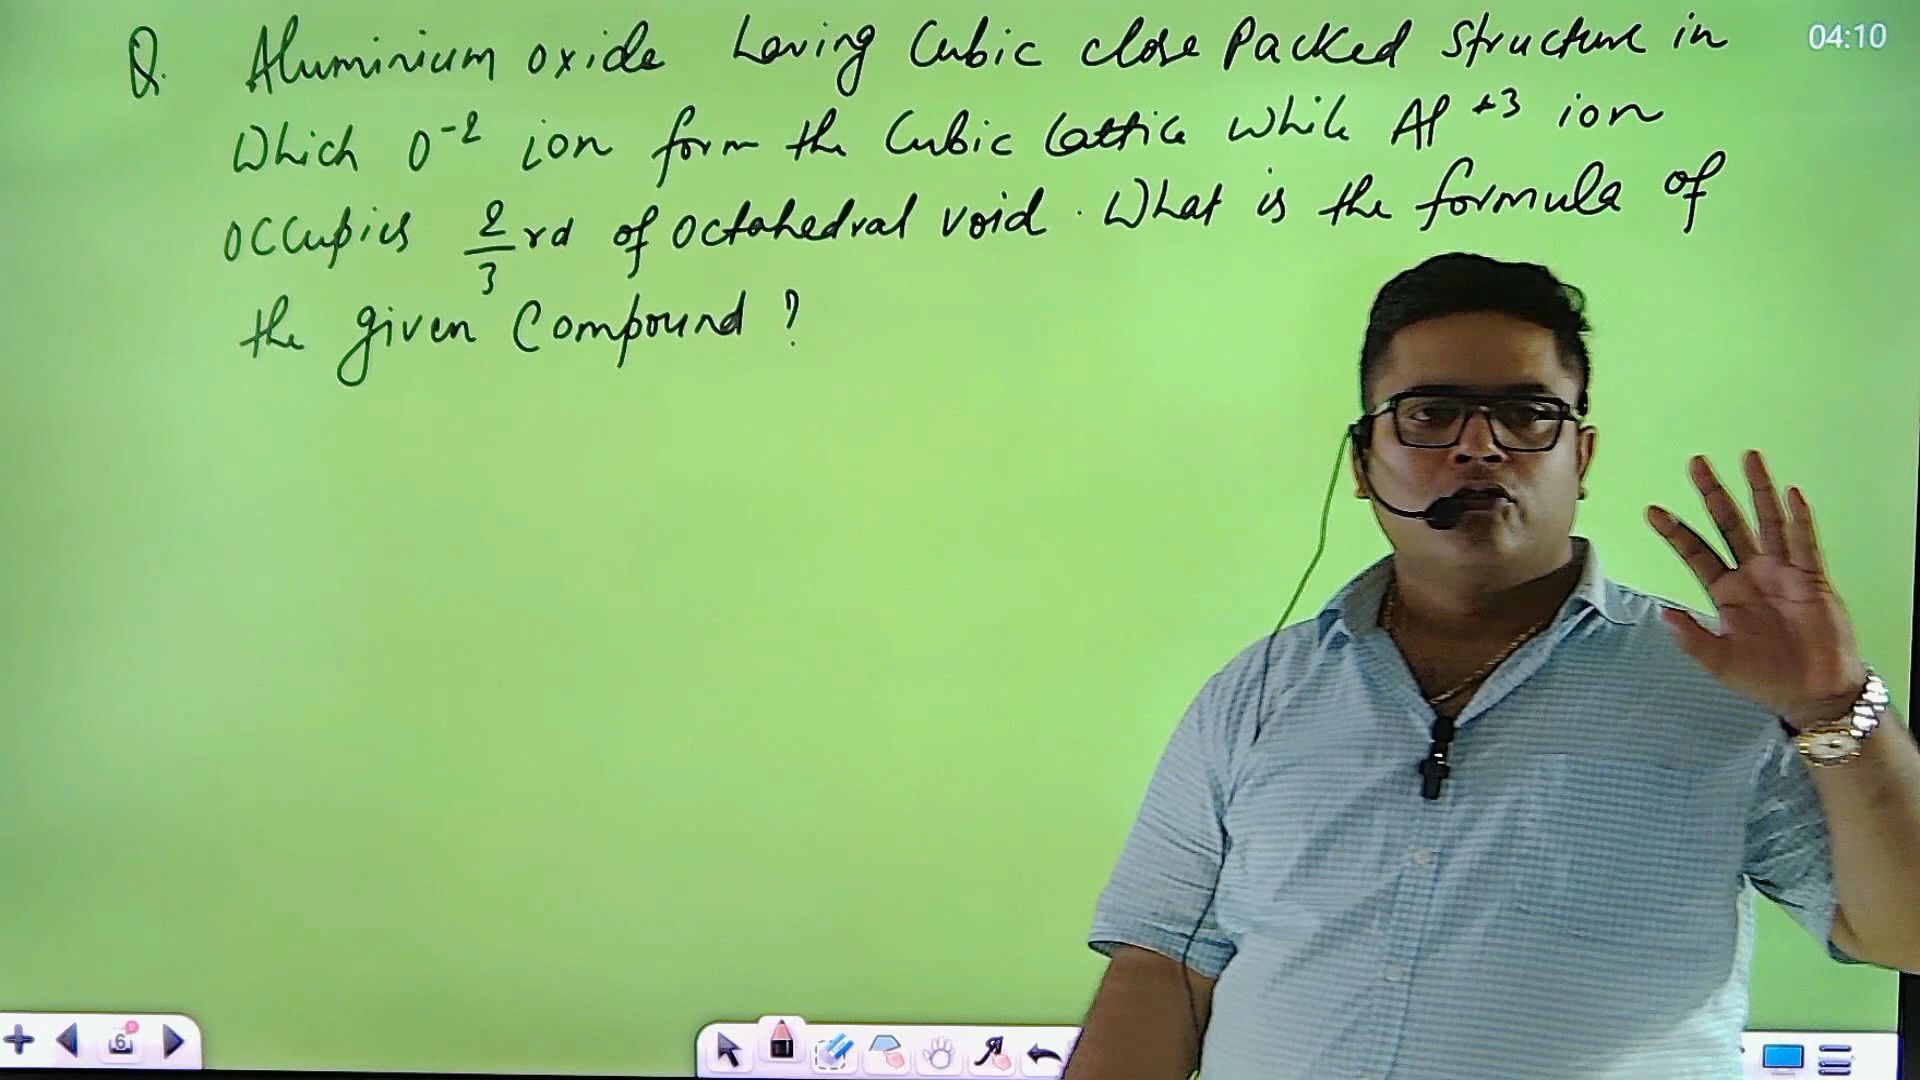 04:10
Q. Aluminium oxide having Cubic close Packed structure in
Which O⁻² ion form the Cubic Lattice while Al⁺³ ion
occupies 2/3 rd of octahedral void. What is the formula of
the given Compound?
6